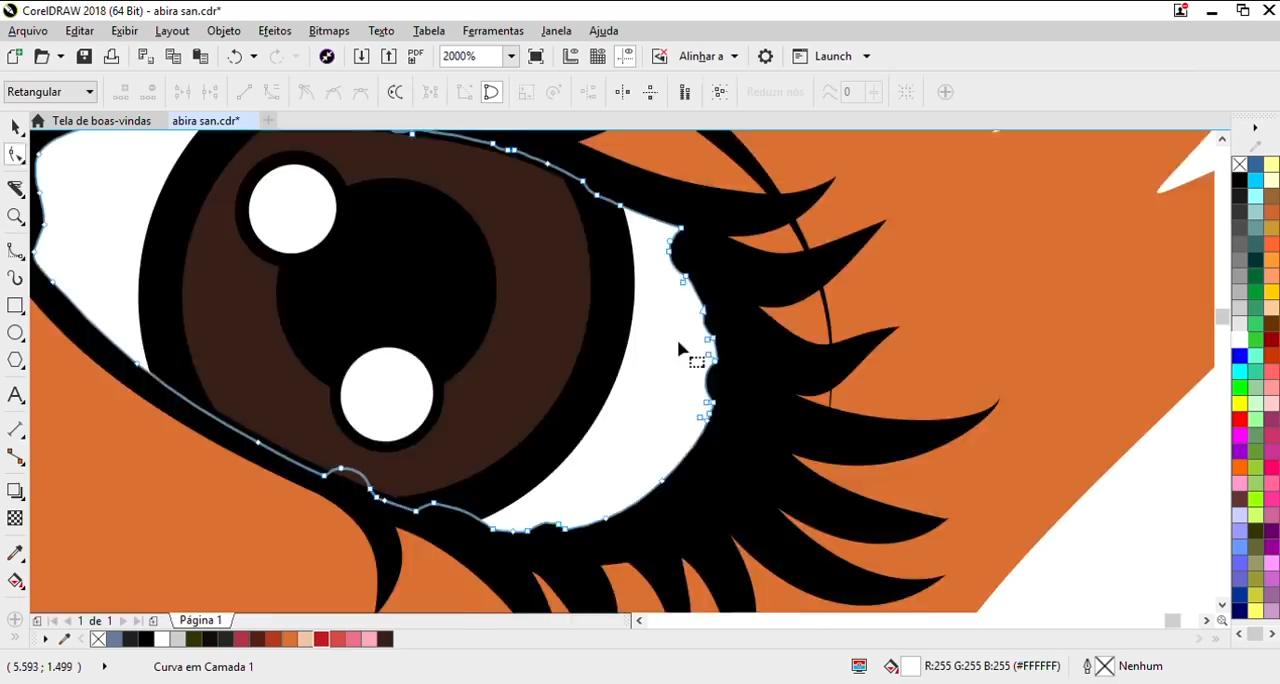 CorelDRAW 2018 (64 Bit) - abira san.cdr*
Arquivo Editar Exibir Layout Objeto Efeitos Bitmaps Texto Tabela Ferramentas Janela Ajuda
PDF 2000% Alinhar a Launch
Retangular Reduzir nós 0
Tela de boas-vindas abira san.cdr*
1 de 1 Página 1
( 5.593 ; 1.499 ) Curva em Camada 1 R:255 G:255 B:255 (#FFFFFF) Nenhum